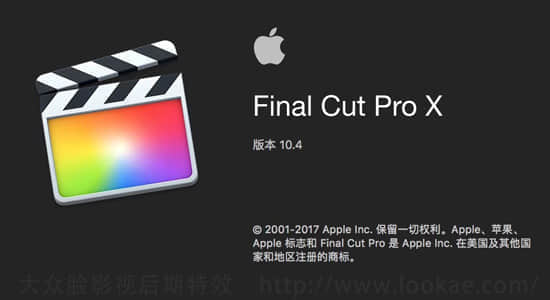 Final Cut Pro X
版本 10.4
© 2001-2017 Apple Inc. 保留一切权利。Apple、苹果、
Apple 标志和 Final Cut Pro 是 Apple Inc. 在美国及其他国
家和地区注册的商标。
大众脸影视后期特效 http://www.lookae.com/